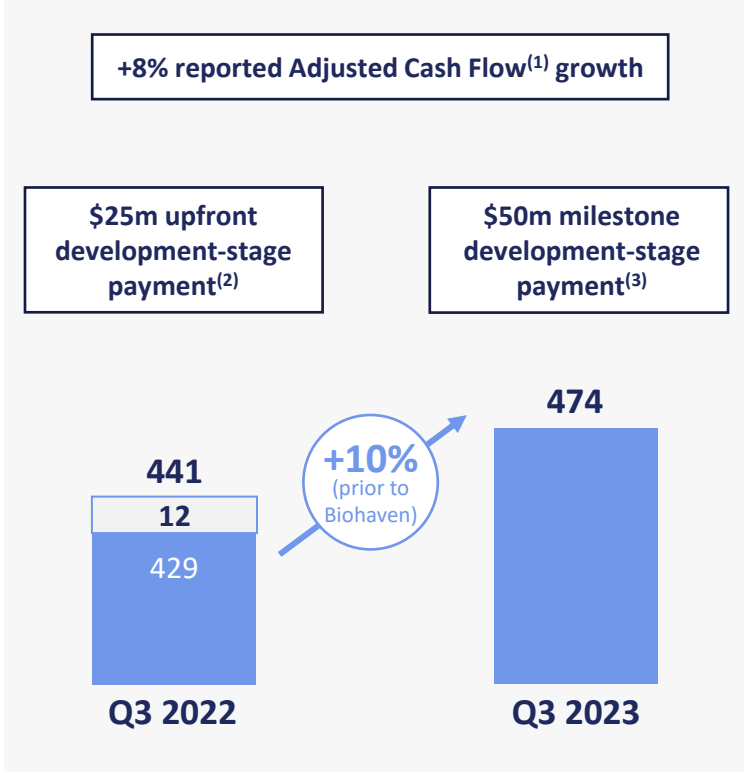 +8% reported Adjusted Cash Flow(1) growth
$25m upfront
development-stage
payment(2)
$50m milestone
development-stage
payment(3)
441
12
429
+10%
(prior to
Biohaven)
474
Q3 2022
Q3 2023